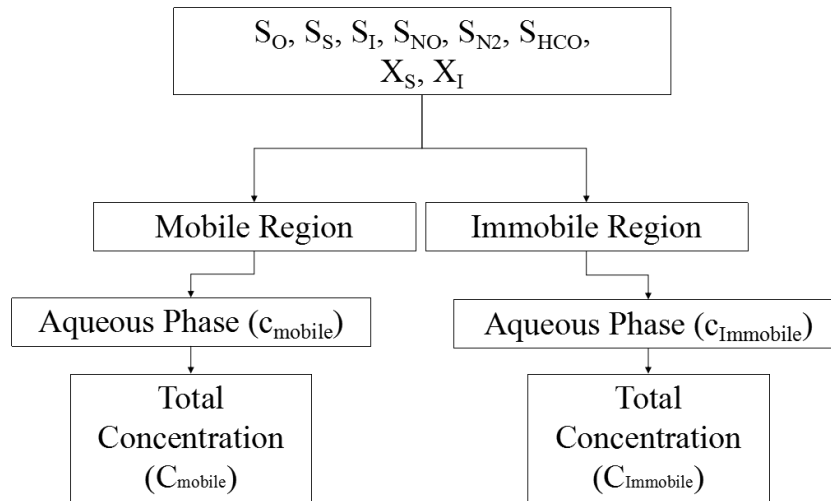 S_O, S_S, S_I, S_NO, S_N2, S_HCO,
X_S, X_I
Mobile Region
Immobile Region
Aqueous Phase (c_mobile)
Aqueous Phase (c_Immobile)
Total
Concentration
(C_mobile)
Total
Concentration
(C_Immobile)